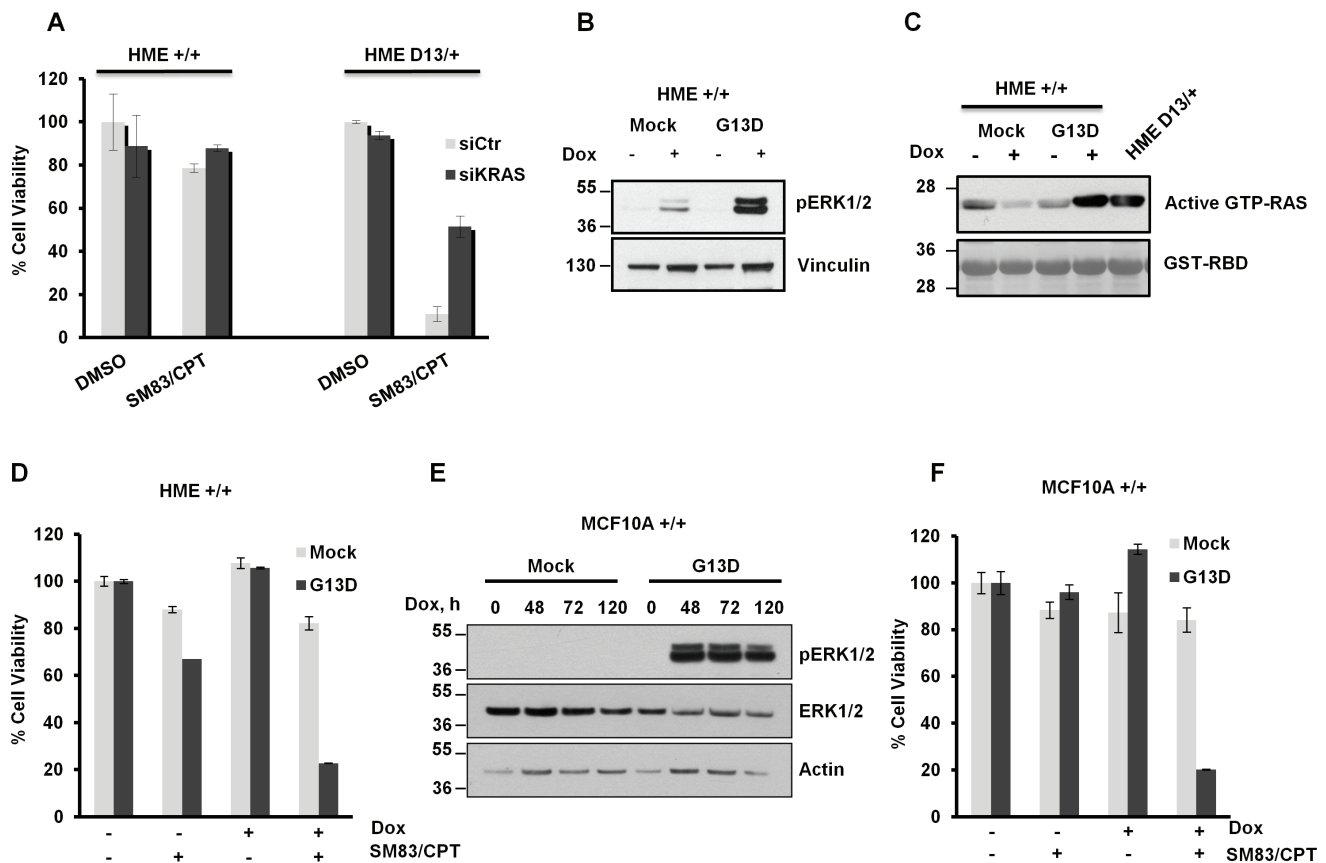 A
HME +/+
HME D13/+
% Cell Viability
120
100
80
60
40
20
0
siCtr
siKRAS
DMSO
SM83/CPT
DMSO
SM83/CPT
B
HME +/+
Mock G13D
Dox - + - +
55
36
pERK1/2
130
Vinculin
C
HME +/+
HME D13/+
Mock G13D
Dox - + - +
28
Active GTP-RAS
36
28
GST-RBD
D
HME +/+
% Cell Viability
120
100
80
60
40
20
0
Mock
G13D
- - + + Dox
- + - + SM83/CPT
E
MCF10A +/+
Mock G13D
Dox, h 0 48 72 120 0 48 72 120
55
36
pERK1/2
55
36
ERK1/2
55
36
Actin
F
MCF10A +/+
% Cell Viability
120
100
80
60
40
20
0
Mock
G13D
- - + + Dox
- + - + SM83/CPT